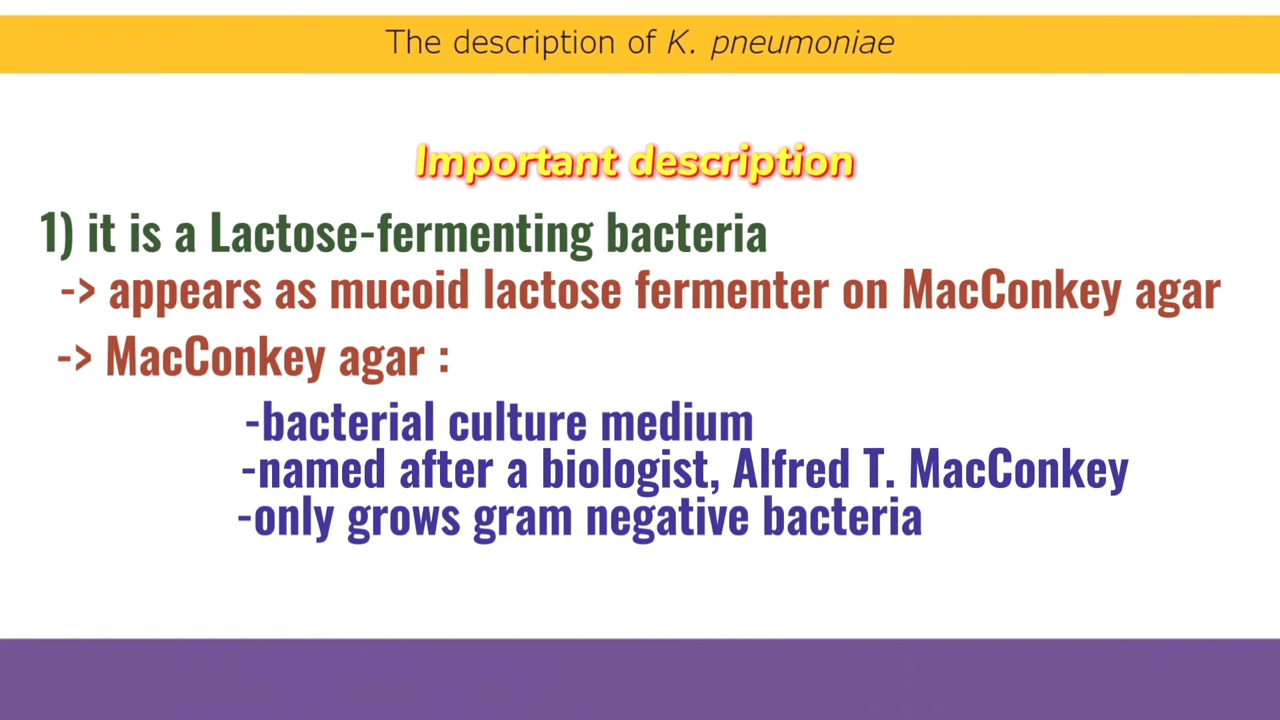 The description of K. pneumoniae
Important description
1) it is a Lactose-fermenting bacteria
-> appears as mucoid lactose fermenter on MacConkey agar
-> MacConkey agar :
-bacterial culture medium
-named after a biologist, Alfred T. MacConkey
-only grows gram negative bacteria